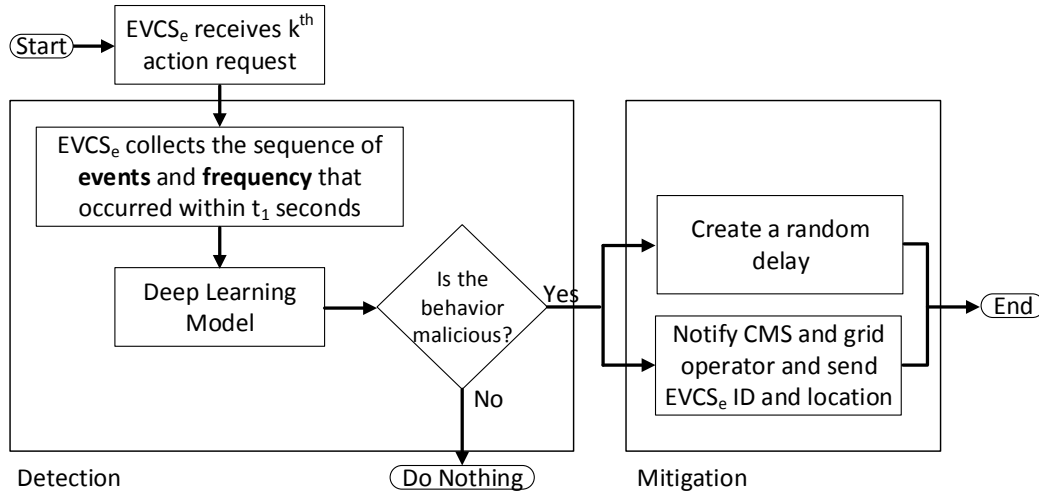 Start
EVCSe receives kth
action request
EVCSe collects the sequence of
events and frequency that
occurred within t1 seconds
Deep Learning
Model
Is the
behavior
malicious?
Yes
No
Do Nothing
Detection
Create a random
delay
Notify CMS and grid
operator and send
EVCSe ID and location
End
Mitigation